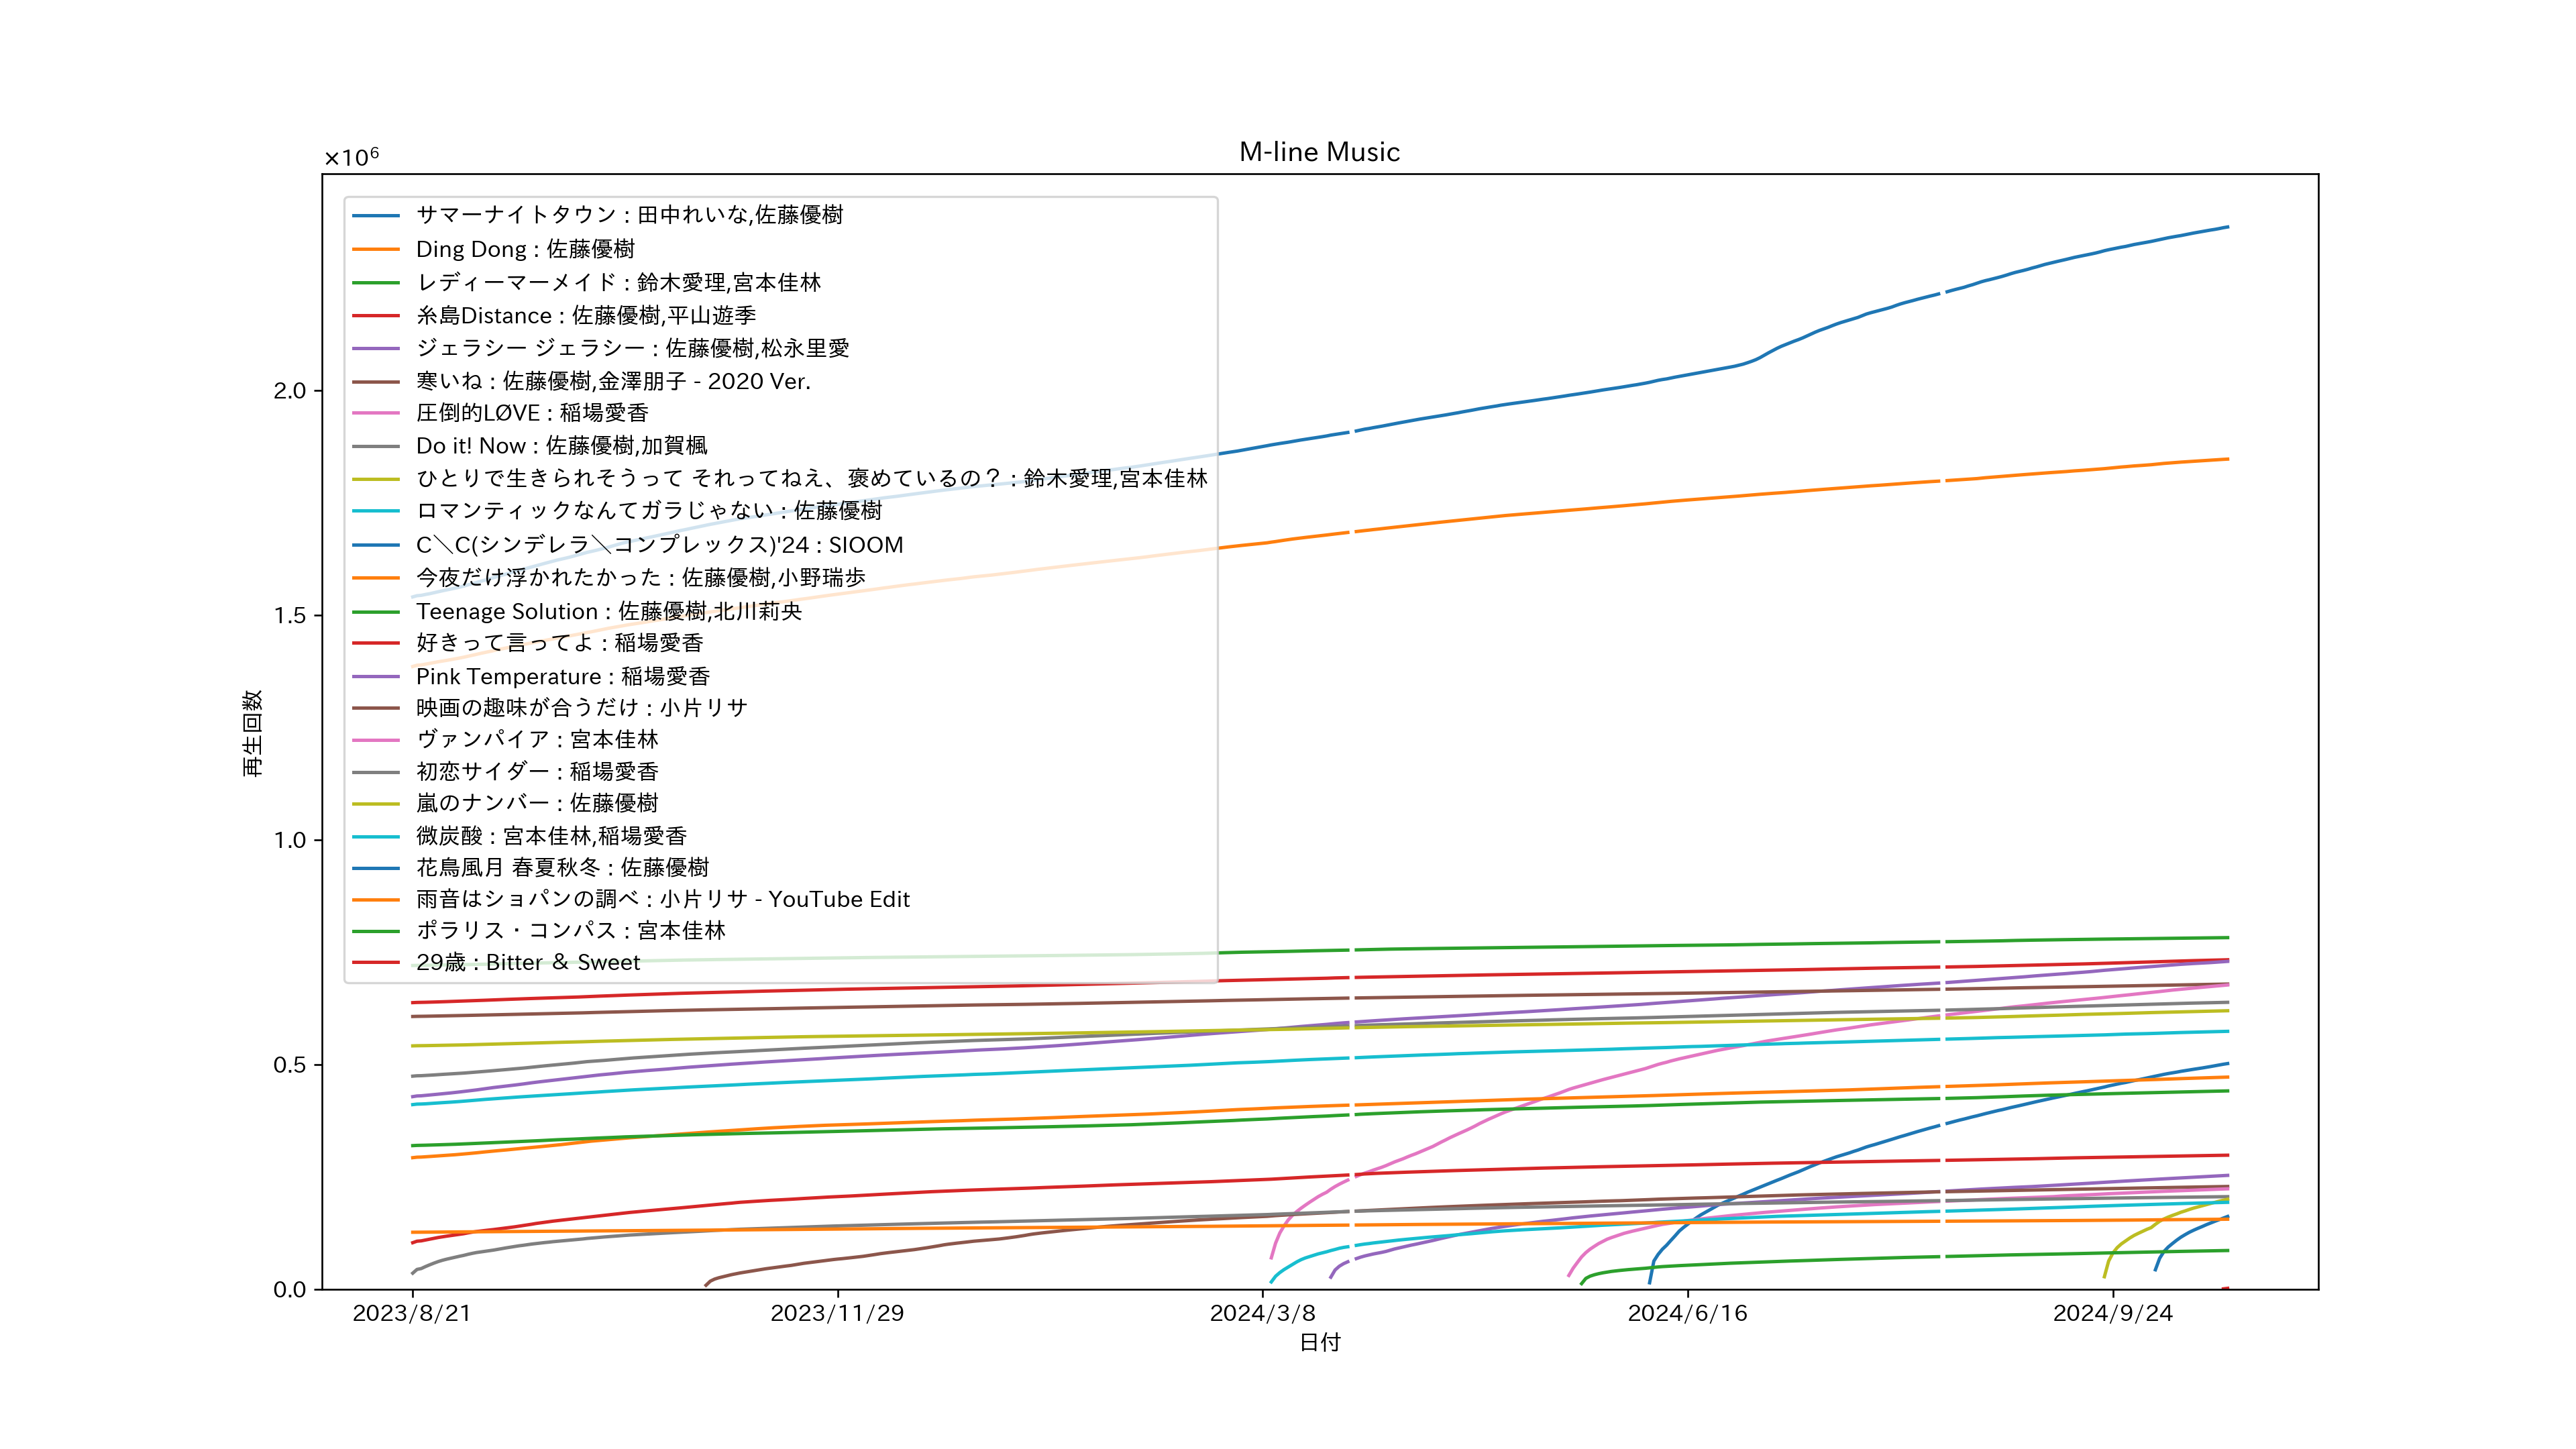 M-line Music
×10⁶
サマーナイトタウン : 田中れいな,佐藤優樹
Ding Dong : 佐藤優樹
レディーマーメイド : 鈴木愛理,宮本佳林
糸島Distance : 佐藤優樹,平山遊季
ジェラシー ジェラシー : 佐藤優樹,松永里愛
寒いね : 佐藤優樹,金澤朋子 - 2020 Ver.
圧倒的LØVE : 稲場愛香
Do it! Now : 佐藤優樹,加賀楓
ひとりで生きられそうって それってねえ、褒めているの？ : 鈴木愛理,宮本佳林
ロマンティックなんてガラじゃない : 佐藤優樹
C＼C(シンデレラ＼コンプレックス)'24 : SIOOM
今夜だけ浮かれたかった : 佐藤優樹,小野瑞歩
Teenage Solution : 佐藤優樹,北川莉央
好きって言ってよ : 稲場愛香
Pink Temperature : 稲場愛香
映画の趣味が合うだけ : 小片リサ
ヴァンパイア : 宮本佳林
初恋サイダー : 稲場愛香
嵐のナンバー : 佐藤優樹
微炭酸 : 宮本佳林,稲場愛香
花鳥風月 春夏秋冬 : 佐藤優樹
雨音はショパンの調べ : 小片リサ - YouTube Edit
ポラリス・コンパス : 宮本佳林
29歳 : Bitter ＆ Sweet
2.0
1.5
1.0
0.5
0.0
再生回数
2023/8/21
2023/11/29
2024/3/8
2024/6/16
2024/9/24
日付